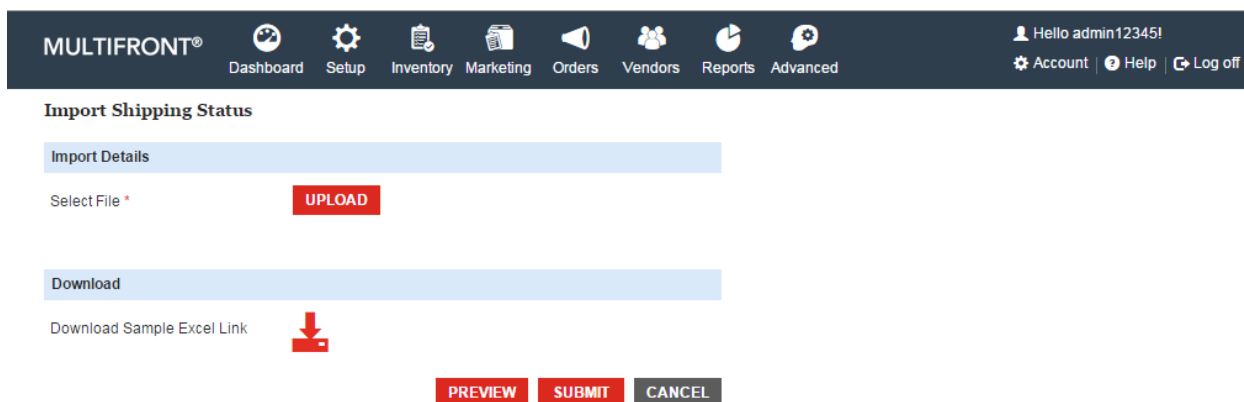 MULTIFRONT®
Dashboard Setup Inventory Marketing Orders Vendors Reports Advanced
Hello admin12345!
Account | Help | Log off
Import Shipping Status
Import Details
Select File * UPLOAD
Download
Download Sample Excel Link
PREVIEW SUBMIT CANCEL